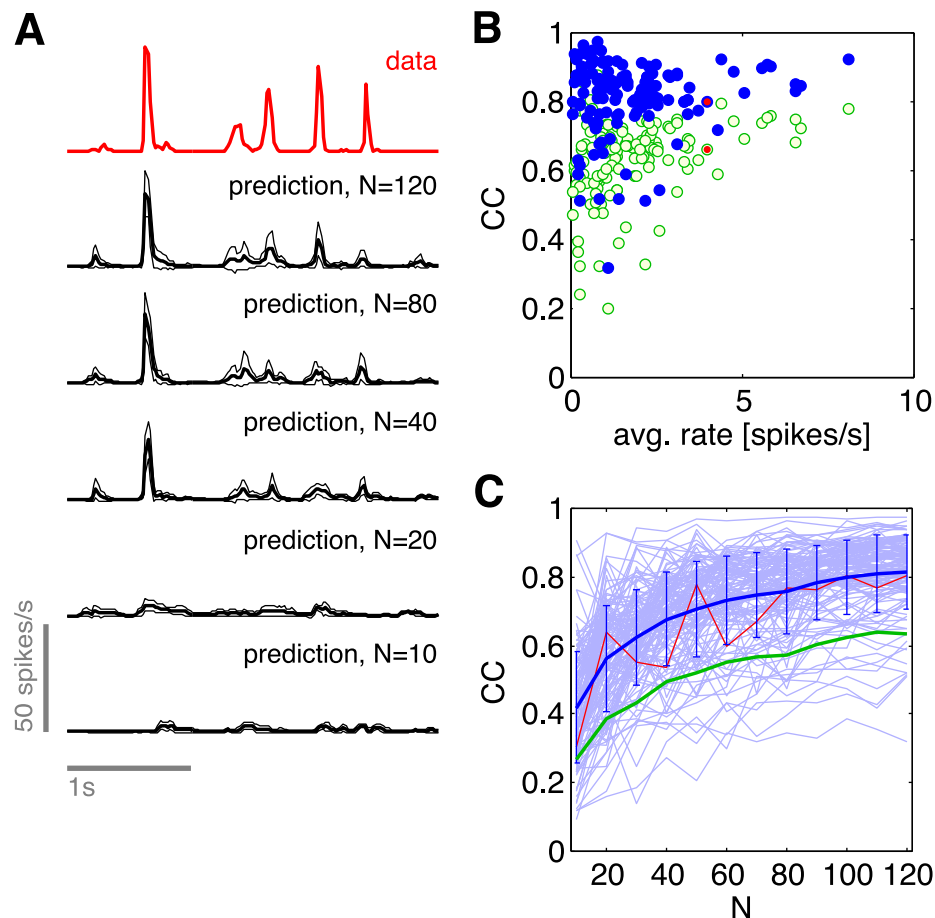 A
data
prediction, N=120
prediction, N=80
prediction, N=40
prediction, N=20
prediction, N=10
50 spikes/s
1s
B
1
0.8
0.6
0.4
0.2
0
CC
0 5 10
avg. rate [spikes/s]
C
1
0.8
0.6
0.4
0.2
0
CC
20 40 60 80 100 120
N